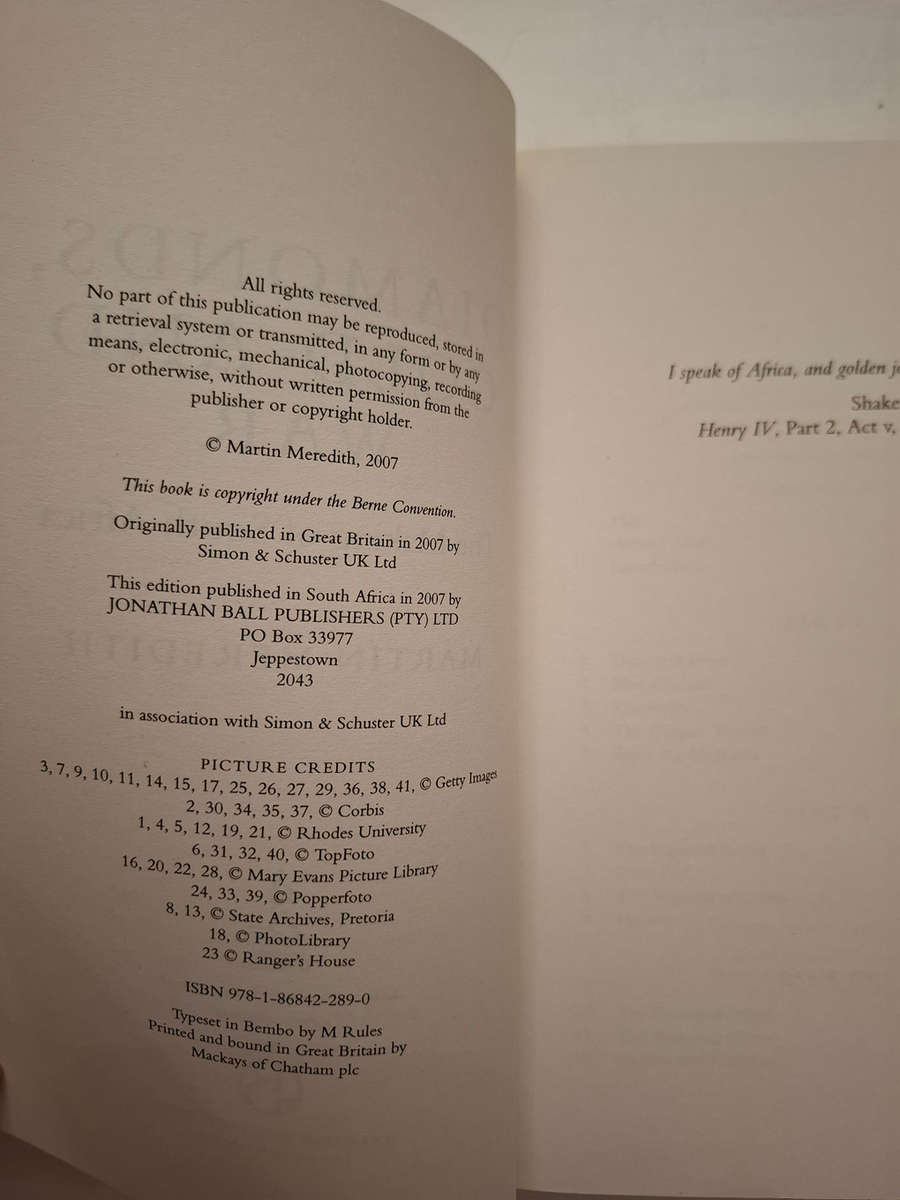 All rights reserved.
No part of this publication may be reproduced, stored in
a retrieval system or transmitted, in any form or by any
means, electronic, mechanical, photocopying, recording
or otherwise, without written permission from the
publisher or copyright holder.
© Martin Meredith, 2007
This book is copyright under the Berne Convention.
Originally published in Great Britain in 2007 by
Simon & Schuster UK Ltd
This edition published in South Africa in 2007 by
JONATHAN BALL PUBLISHERS (PTY) LTD
PO Box 33977
Jeppestown
2043
in association with Simon & Schuster UK Ltd
PICTURE CREDITS
3, 7, 9, 10, 11, 14, 15, 17, 25, 26, 27, 29, 36, 38, 41, © Getty Images
2, 30, 34, 35, 37, © Corbis
1, 4, 5, 12, 19, 21, © Rhodes University
6, 31, 32, 40, © TopFoto
16, 20, 22, 28, © Mary Evans Picture Library
24, 33, 39, © Popperfoto
8, 13, © State Archives, Pretoria
18, © PhotoLibrary
23 © Ranger's House
ISBN 978-1-86842-289-0
Typeset in Bembo by M Rules
Printed and bound in Great Britain by
Mackays of Chatham plc
I speak of Africa, and golden
Shake
Henry IV, Part 2, Act v,